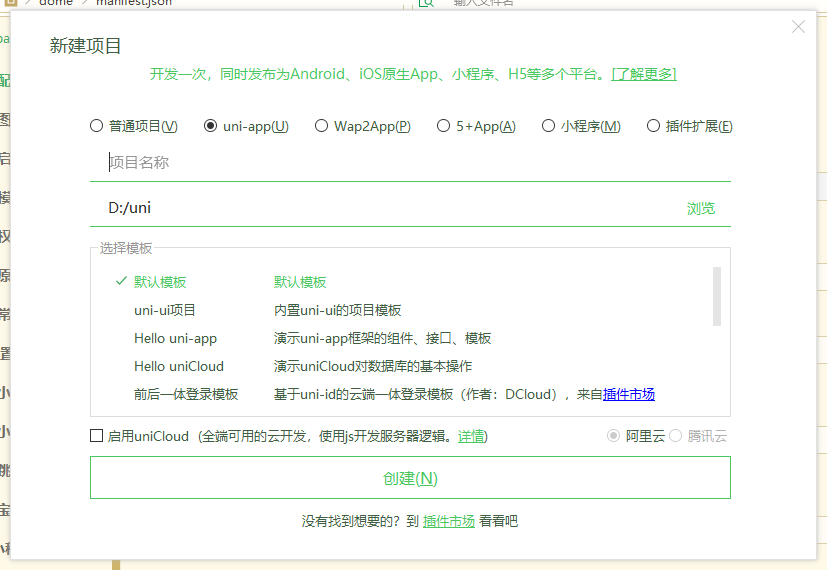 dome > manifest.json 输入文件名
新建项目
开发一次，同时发布为Android、iOS原生App、小程序、H5等多个平台。[了解更多]
普通项目(V) uni-app(U) Wap2App(P) 5+App(A) 小程序(M) 插件扩展(E)
项目名称
D:/uni 浏览
选择模板
默认模板 默认模板
uni-ui项目 内置uni-ui的项目模板
Hello uni-app 演示uni-app框架的组件、接口、模板
Hello uniCloud 演示uniCloud对数据库的基本操作
前后一体登录模板 基于uni-id的云端一体登录模板（作者：DCloud），来自插件市场
启用uniCloud（全端可用的云开发，使用js开发服务器逻辑。详情) 阿里云 腾讯云
创建(N)
没有找到想要的？到 插件市场 看看吧